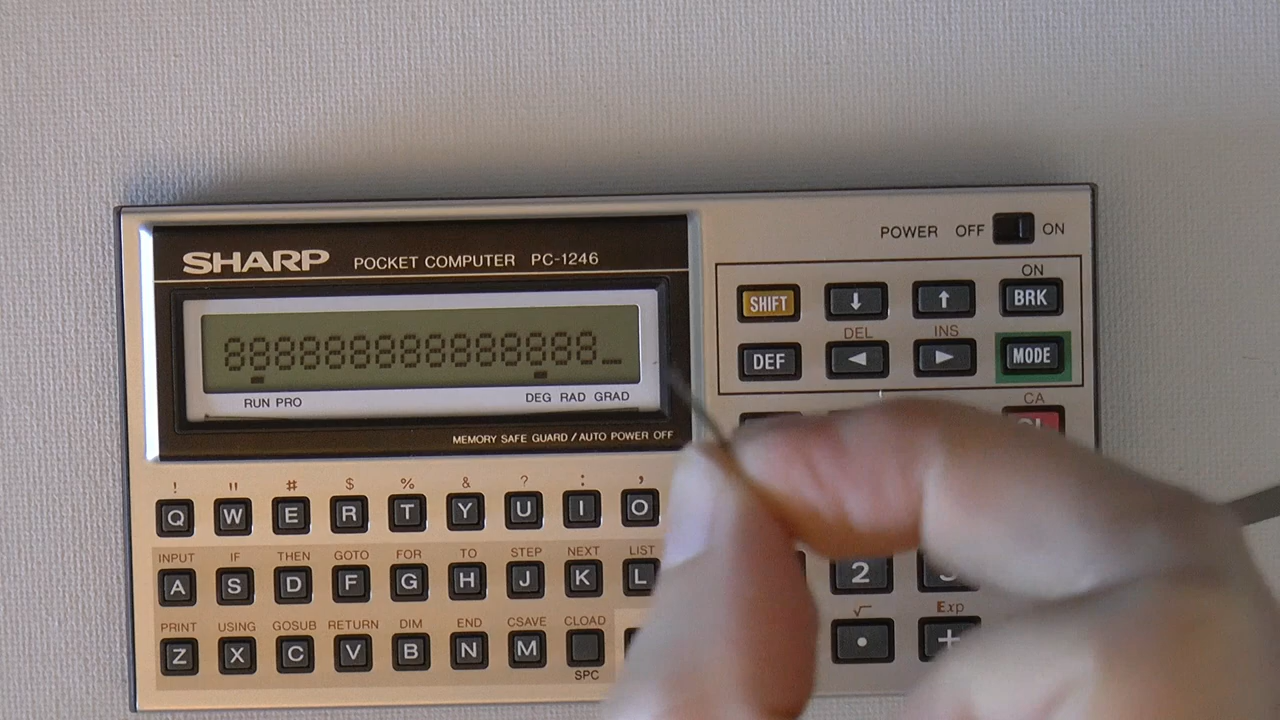 POWER OFF ON
SHARP POCKET COMPUTER PC-1246
888888888888888_
RUN PRO DEG RAD GRAD
MEMORY SAFE GUARD / AUTO POWER OFF
ON
SHIFT ↓ ↑ BRK
DEL INS
DEF ◀ ▶ MODE
CA
! " # $ % & ? : ,
Q W E R T Y U I O
INPUT IF THEN GOTO FOR TO STEP NEXT LIST
A S D F G H J K L
2
PRINT USING GOSUB RETURN DIM END CSAVE CLOAD
Z X C V B N M
SPC
√ Exp
• +